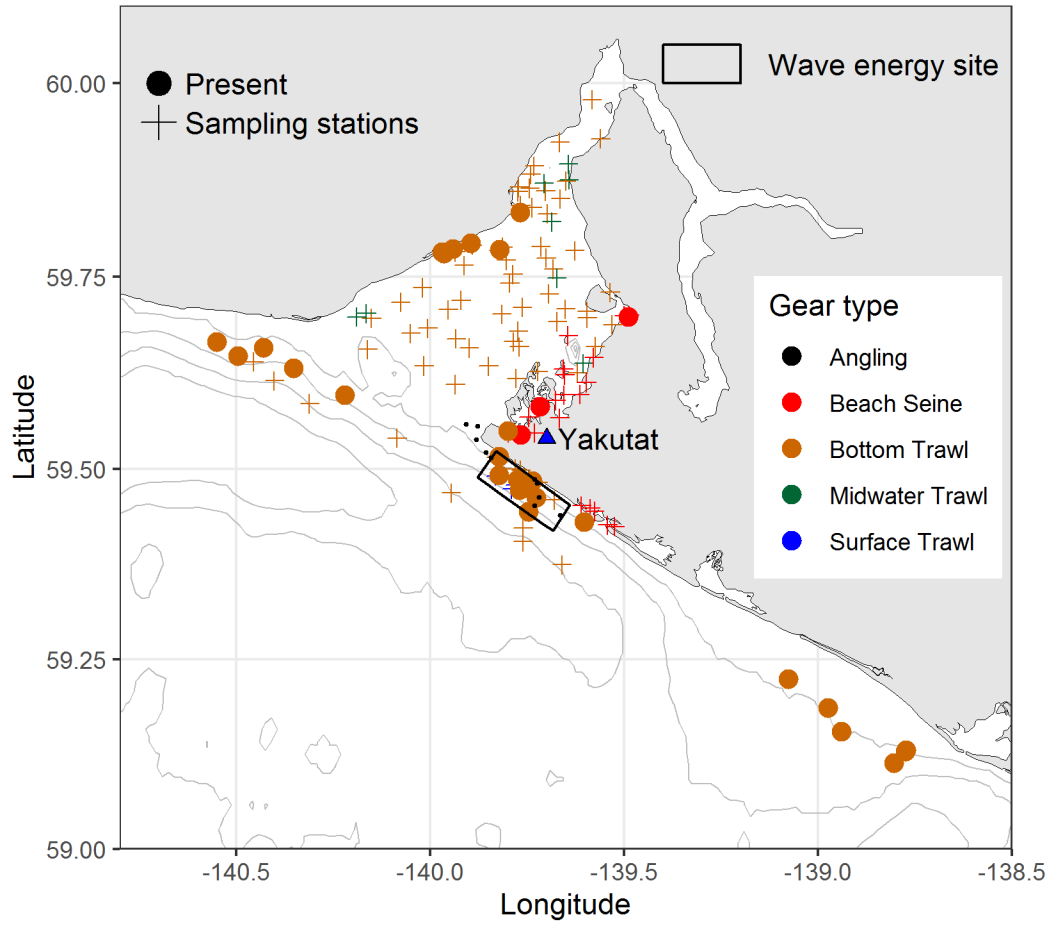 Present
Sampling stations
Wave energy site
Yakutat
Gear type
Angling
Beach Seine
Bottom Trawl
Midwater Trawl
Surface Trawl
Latitude
60.00
59.75
59.50
59.25
59.00
-140.5
-140.0
-139.5
-139.0
-138.5
Longitude